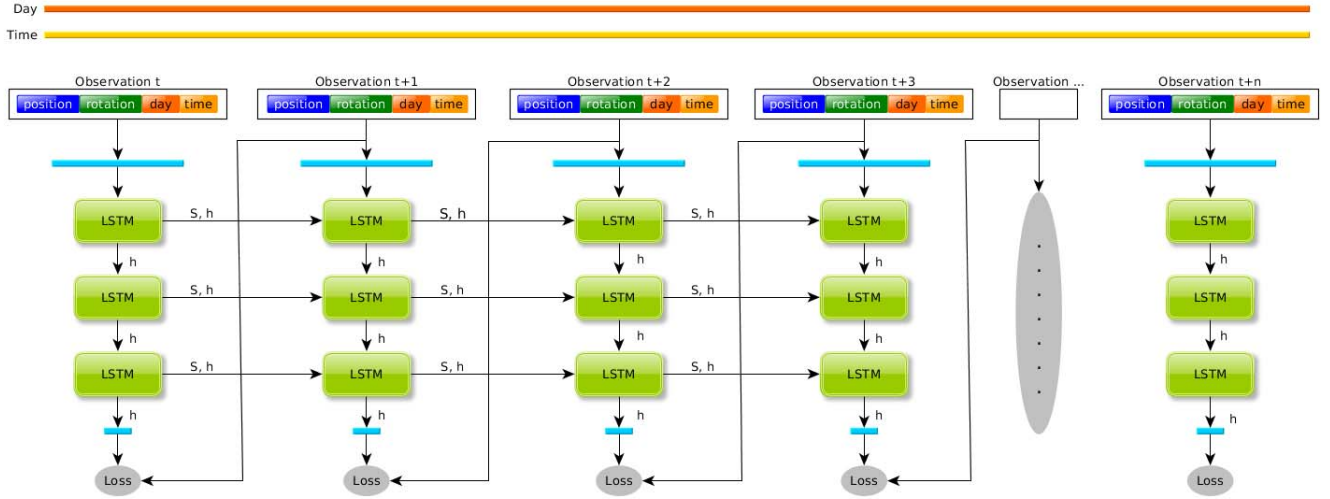 Day
Time
Observation t Observation t+1 Observation t+2 Observation t+3 Observation ... Observation t+n
position rotation day time position rotation day time position rotation day time position rotation day time position rotation day time
LSTM S, h LSTM S, h LSTM S, h LSTM LSTM
h h h h h
LSTM S, h LSTM S, h LSTM S, h LSTM LSTM
h h h h h
LSTM S, h LSTM S, h LSTM S, h LSTM LSTM
h h h h h
Loss Loss Loss Loss Loss